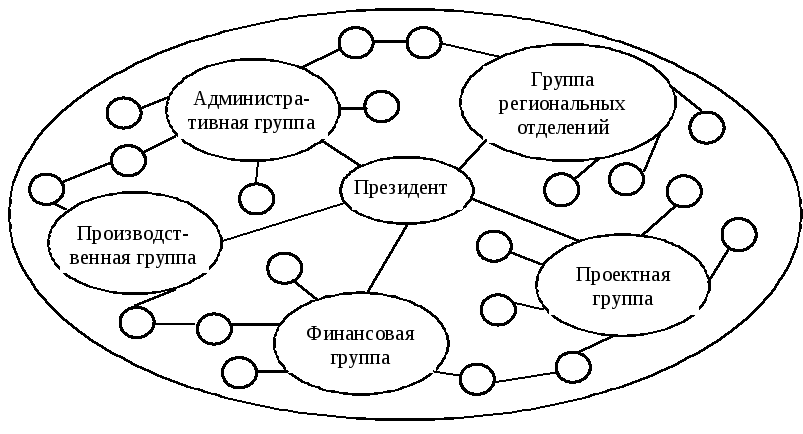 Администра-
тивная группа
Группа
региональных
отделений
Президент
Производст-
венная группа
Проектная
группа
Финансовая
группа